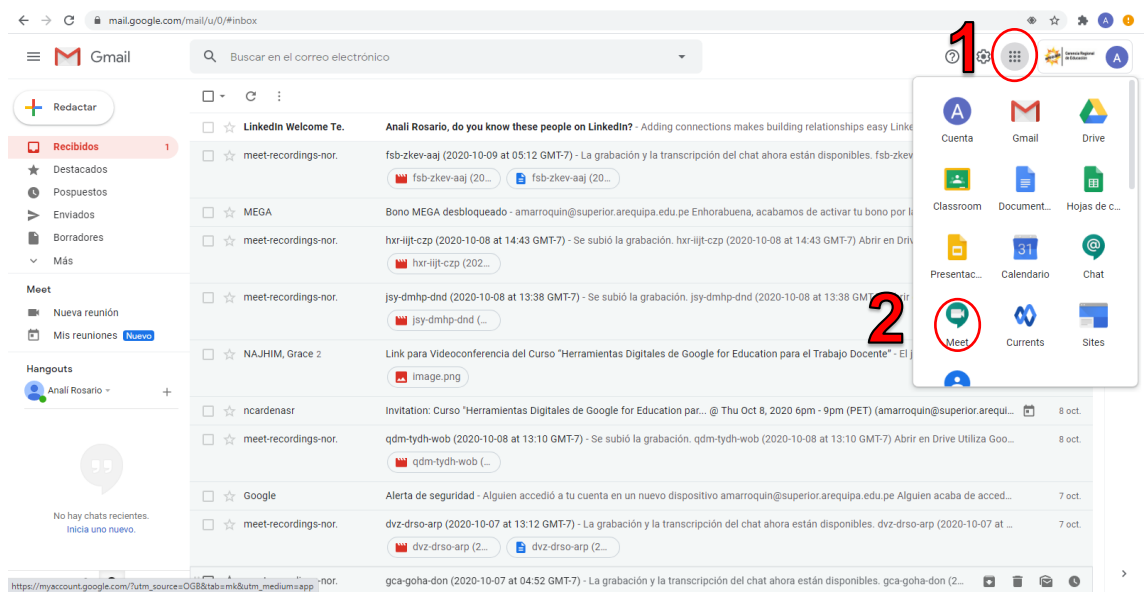 mail.google.com/mail/u/0/#inbox
A
1
Gmail
Buscar en el correo electrónico
Gerencia Regional
de Educación
A
Redactar
Recibidos 1
Destacados
Pospuestos
Enviados
Borradores
Más
Meet
Nueva reunión
Mis reuniones Nuevo
Hangouts
Analí Rosario
No hay chats recientes.
Inicia uno nuevo.
LinkedIn Welcome Te. Anali Rosario, do you know these people on LinkedIn? - Adding connections makes building relationships easy Linke
meet-recordings-nor. fsb-zkev-aaj (2020-10-09 at 05:12 GMT-7) - La grabación y la transcripción del chat ahora están disponibles. fsb-zkev
fsb-zkev-aaj (20... fsb-zkev-aaj (20...
MEGA Bono MEGA desbloqueado - amarroquin@superior.arequipa.edu.pe Enhorabuena, acabamos de activar tu bono por l
meet-recordings-nor. hxr-iijt-czp (2020-10-08 at 14:43 GMT-7) - Se subió la grabación. hxr-iijt-czp (2020-10-08 at 14:43 GMT-7) Abrir en Driv
hxr-iijt-czp (202...
meet-recordings-nor. jsy-dmhp-dnd (2020-10-08 at 13:38 GMT-7) - Se subió la grabación. jsy-dmhp-dnd (2020-10-08 at 13:38 GMT
jsy-dmhp-dnd (...
NAJHIM, Grace 2 Link para Videoconferencia del Curso "Herramientas Digitales de Google for Education para el Trabajo Docente" - El j
image.png
ncardenasr Invitation: Curso "Herramientas Digitales de Google for Education par... @ Thu Oct 8, 2020 6pm - 9pm (PET) (amarroquin@superior.arequi... 8 oct.
meet-recordings-nor. qdm-tydh-wob (2020-10-08 at 13:10 GMT-7) - Se subió la grabación. qdm-tydh-wob (2020-10-08 at 13:10 GMT-7) Abrir en Drive Utiliza Goo... 8 oct.
qdm-tydh-wob (...
Google Alerta de seguridad - Alguien accedió a tu cuenta en un nuevo dispositivo amarroquin@superior.arequipa.edu.pe Alguien acaba de acced... 7 oct.
meet-recordings-nor. dvz-drso-arp (2020-10-07 at 13:12 GMT-7) - La grabación y la transcripción del chat ahora están disponibles. dvz-drso-arp (2020-10-07 at ... 7 oct.
dvz-drso-arp (2... dvz-drso-arp (2...
-nor. gca-goha-don (2020-10-07 at 04:52 GMT-7) - La grabación y la transcripción del chat ahora están disponibles. gca-goha-don (2...
A
Cuenta Gmail Drive
Classroom Document... Hojas de c...
31
Presentac... Calendario Chat
2
Meet Currents Sites
https://myaccount.google.com/?utm_source=OGB&tab=mk&utm_medium=app